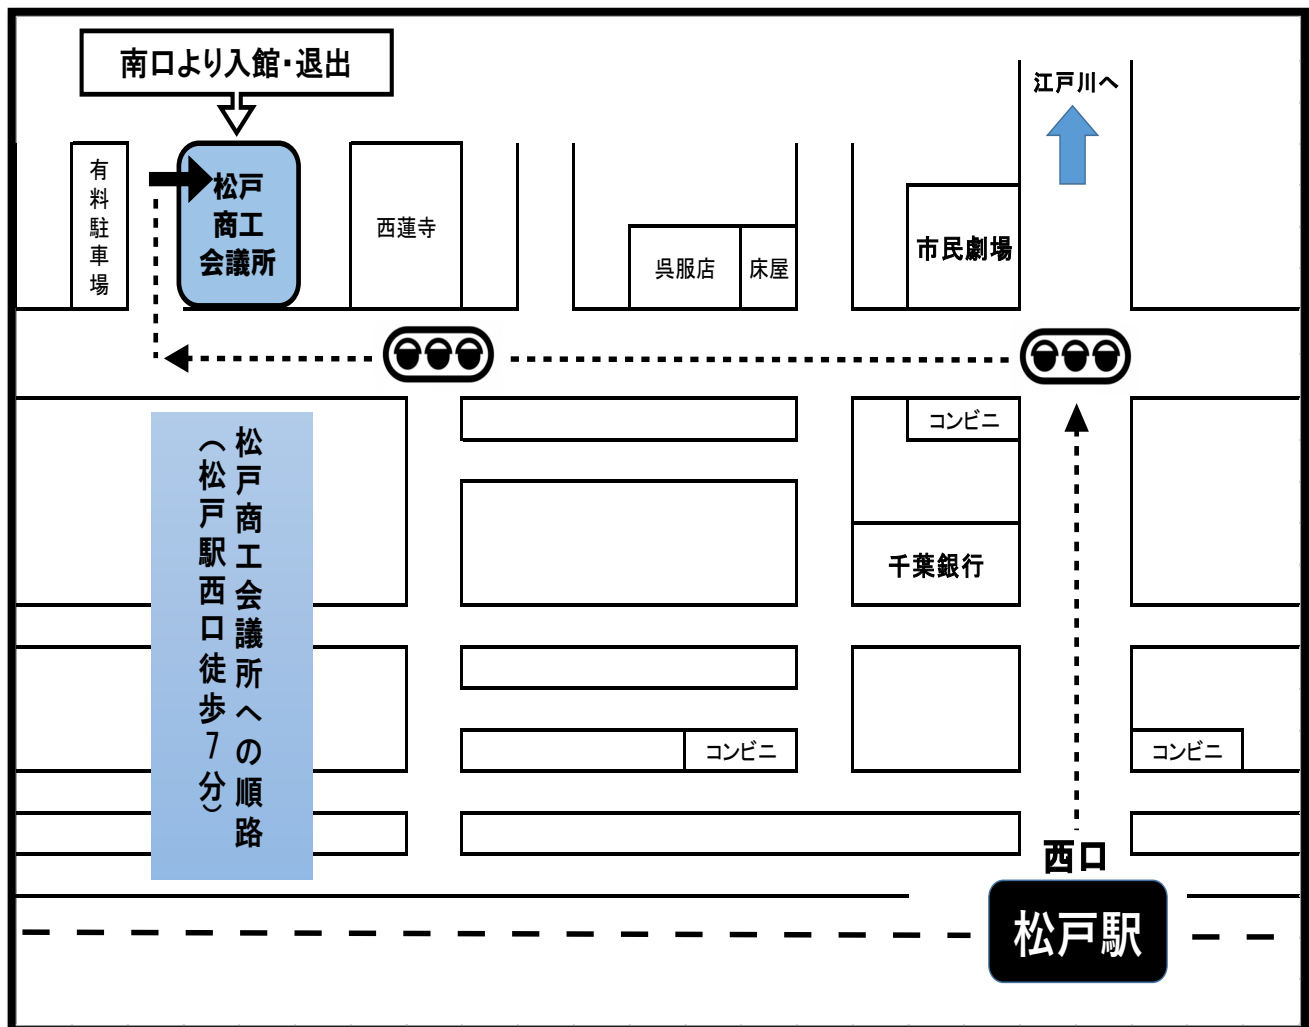 南口より入館・退出
江戸川へ
有料駐車場
松戸
商工
会議所
西蓮寺
呉服店
床屋
市民劇場
コンビニ
千葉銀行
松戸商工会議所への順路
（松戸駅西口徒歩7分）
コンビニ
コンビニ
西口
松戸駅